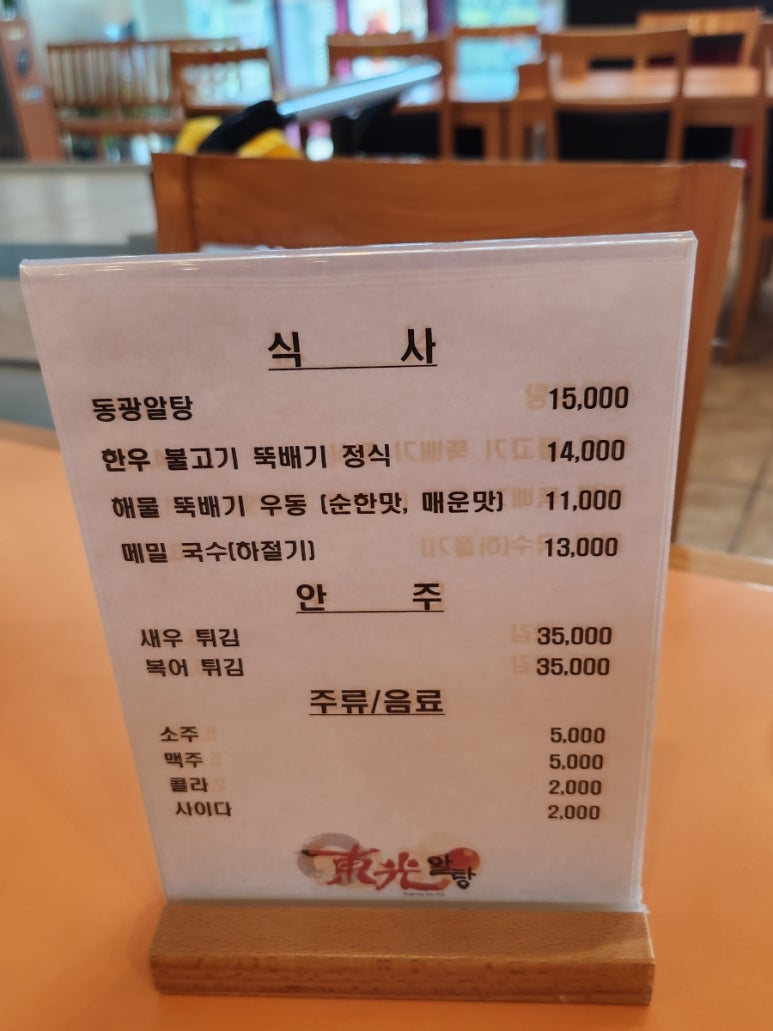 식 사
동광알탕 15,000
한우 불고기 뚝배기 정식 14,000
해물 뚝배기 우동 (순한맛, 매운맛) 11,000
메밀 국수(하절기) 13,000
안 주
새우 튀김 35,000
복어 튀김 35,000
주류/음료
소주 5,000
맥주 5,000
콜라 2,000
사이다 2,000
東光 알탕